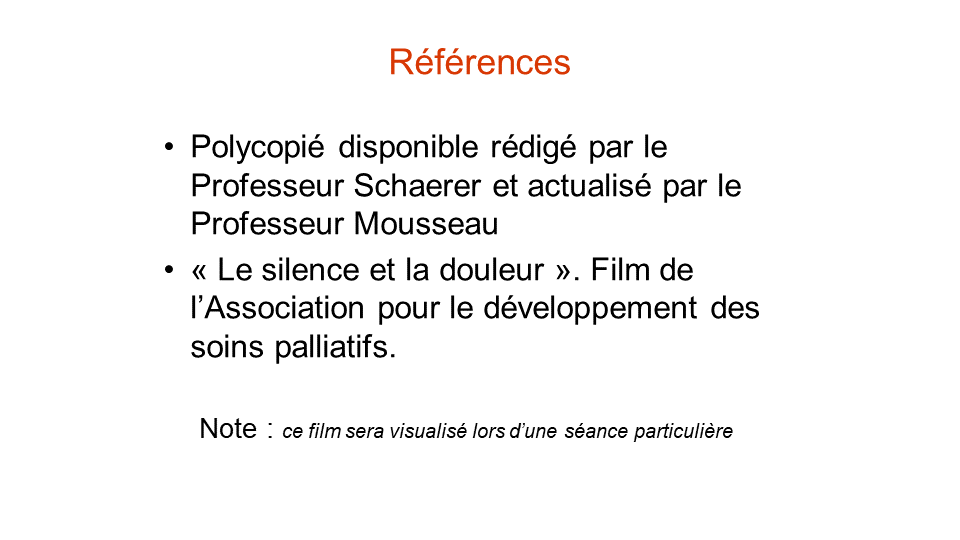 Références
• Polycopié disponible rédigé par le
Professeur Schaerer et actualisé par le
Professeur Mousseau
• « Le silence et la douleur ». Film de
l’Association pour le développement des
soins palliatifs.
Note : ce film sera visualisé lors d’une séance particulière